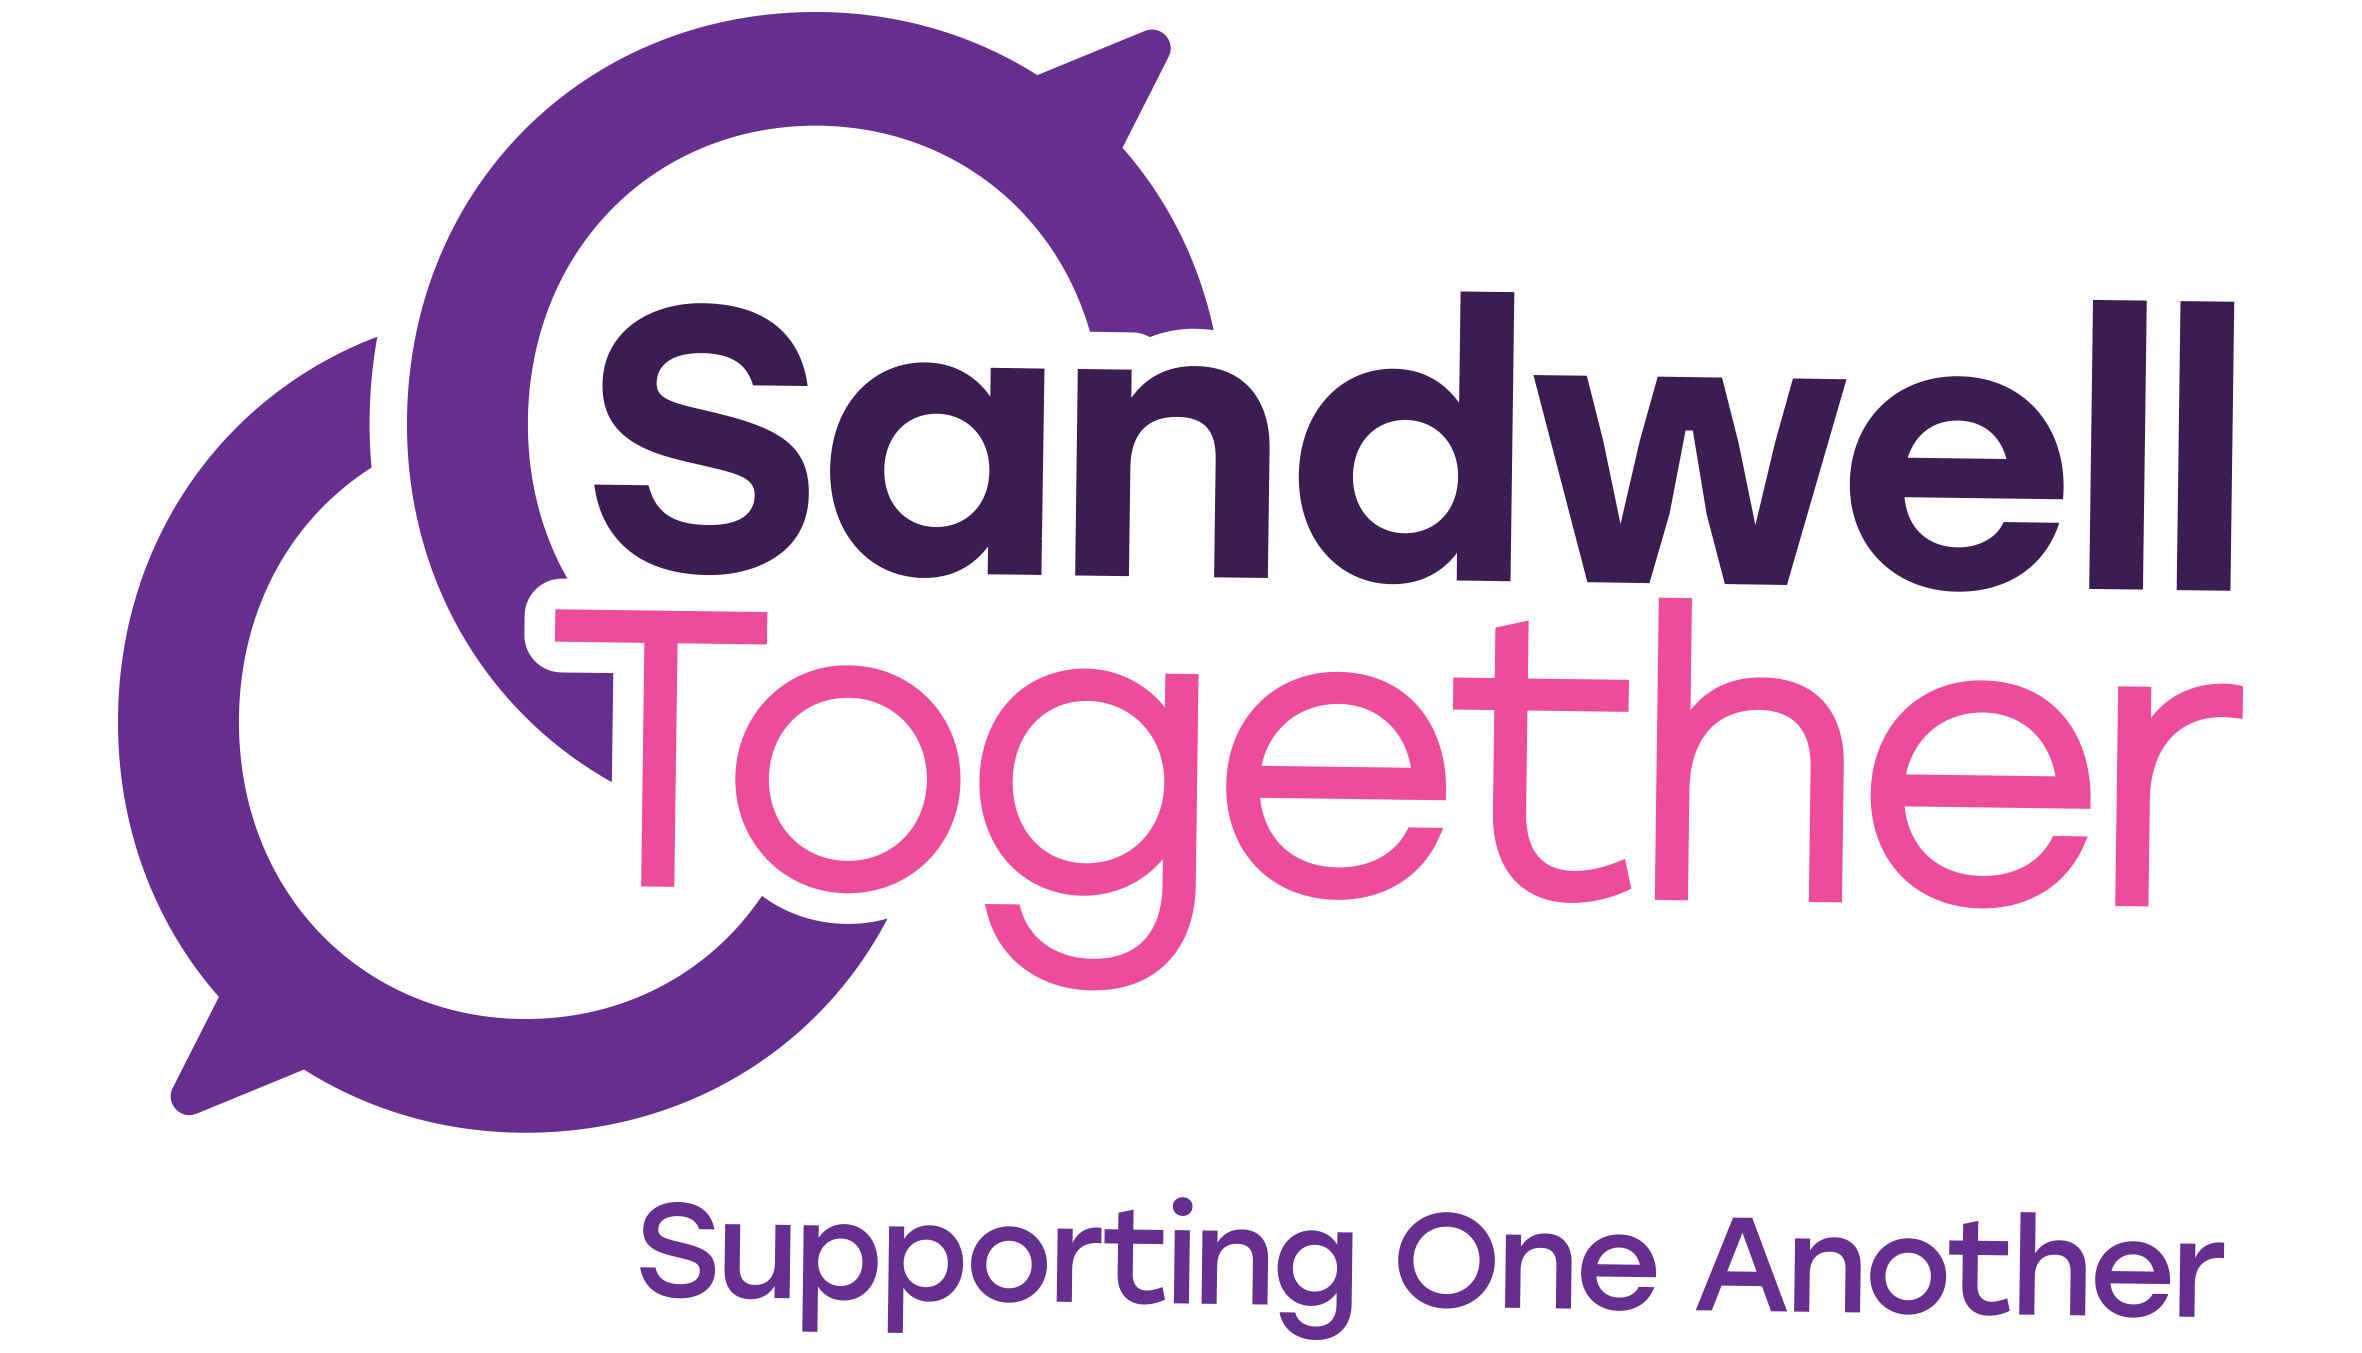 Sandwell
Together
Supporting One Another